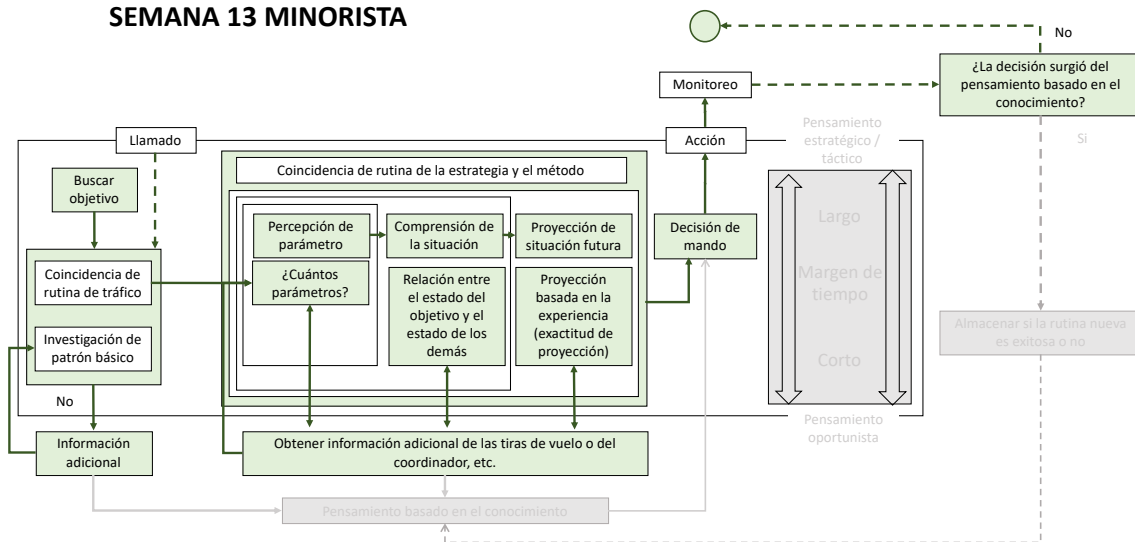 SEMANA 13 MINORISTA
No
¿La decisión surgió del
pensamiento basado en el
conocimiento?
Monitoreo
Si
Llamado
Acción
Pensamiento
estratégico /
táctico
Buscar
objetivo
Coincidencia de rutina de la estrategia y el método
Percepción de
parámetro
Comprensión de
la situación
Proyección de
situación futura
Decisión de
mando
Largo
Coincidencia de
rutina de tráfico
¿Cuántos
parámetros?
Relación entre
el estado del
objetivo y el
estado de los
demás
Proyección
basada en la
experiencia
(exactitud de
proyección)
Margen de
tiempo
Investigación de
patrón básico
Corto
Almacenar si la rutina nueva
es exitosa o no
No
Pensamiento
oportunista
Información
adicional
Obtener información adicional de las tiras de vuelo o del
coordinador, etc.
Pensamiento basado en el conocimiento